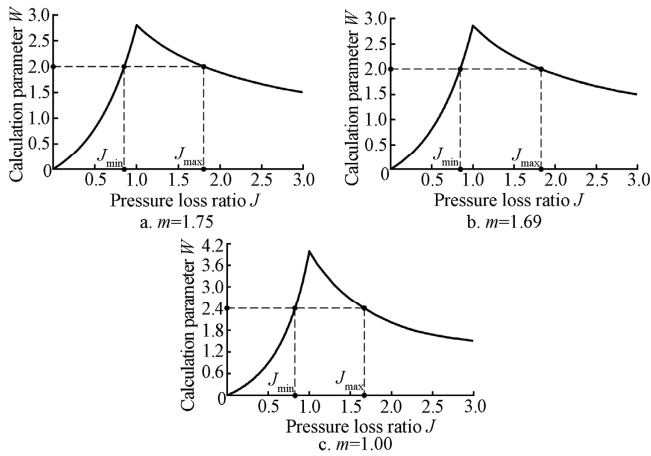 Calculation parameter W
3.0
2.5
2.0
1.5
1.0
0.5
0
J min
J max
0.5 1.0 1.5 2.0 2.5 3.0
Pressure loss ratio J
a. m=1.75
Calculation parameter W
3.0
2.5
2.0
1.5
1.0
0.5
0
J min
J max
0.5 1.0 1.5 2.0 2.5 3.0
Pressure loss ratio J
b. m=1.69
Calculation parameter W
4.2
3.6
3.0
2.4
1.8
1.2
0.6
0
J min
J max
0.5 1.0 1.5 2.0 2.5 3.0
Pressure loss ratio J
c. m=1.00